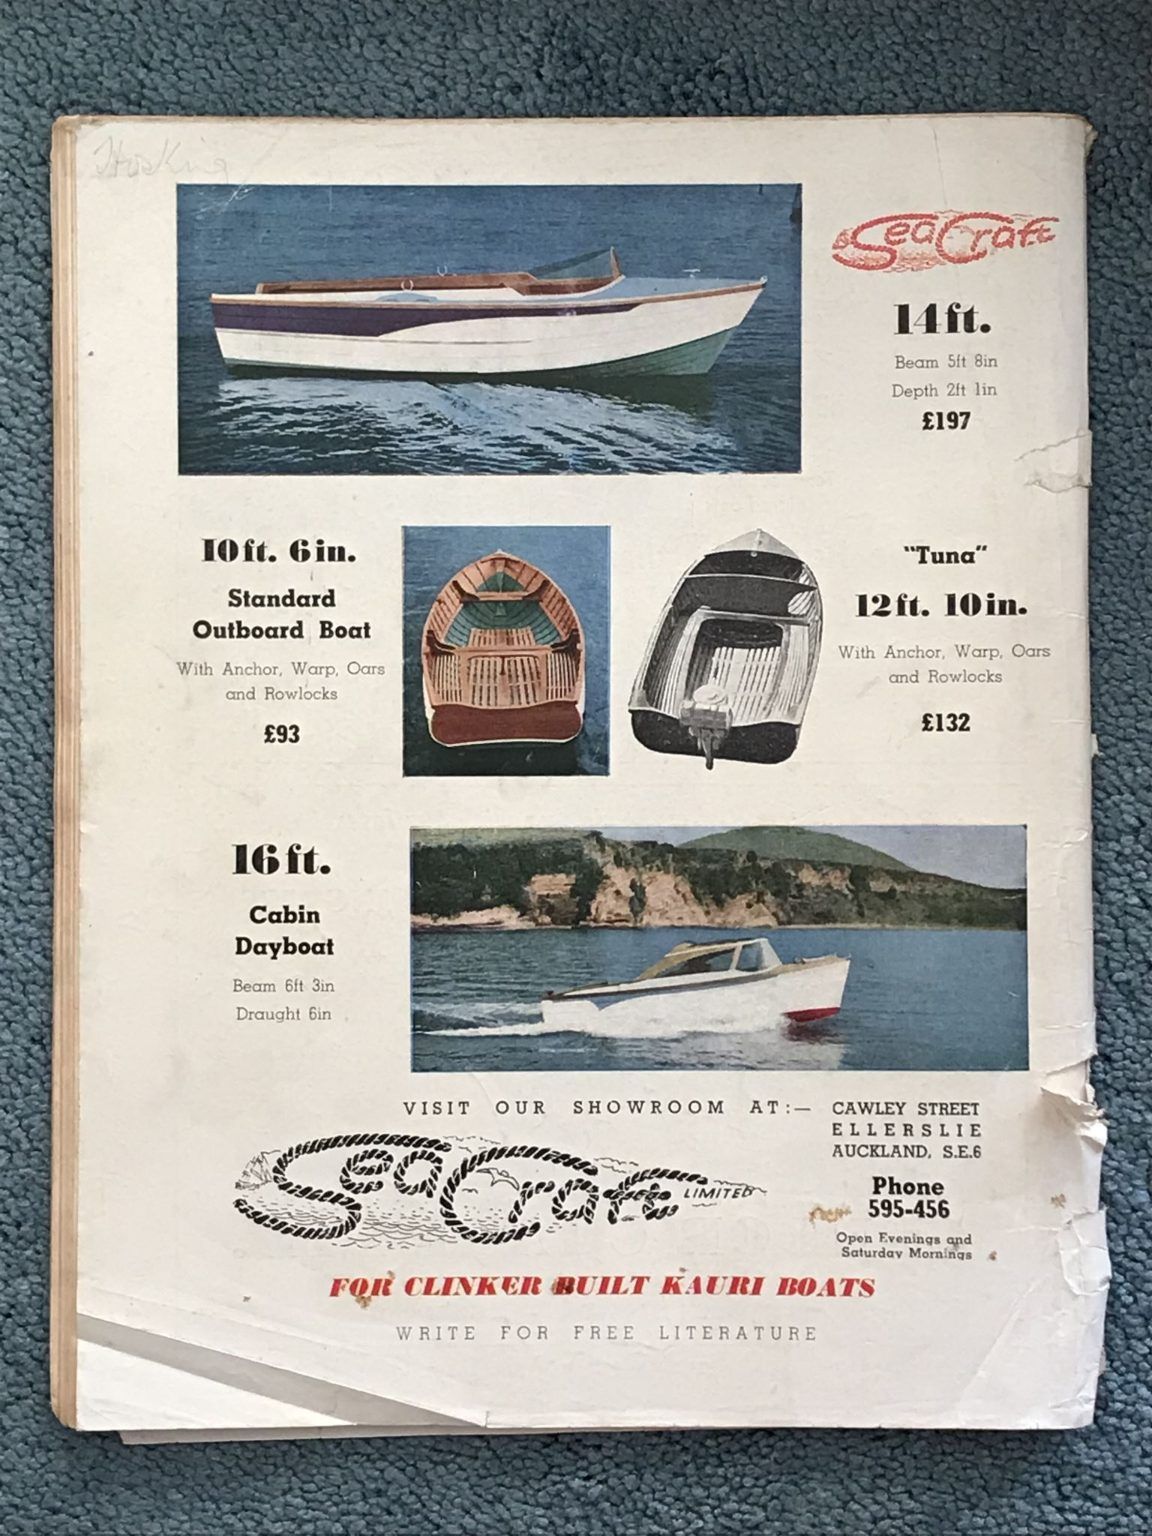 Hosking
SeaCraft
14ft.
Beam 5ft 8in
Depth 2ft 1in
£197
10ft. 6in.
Standard
Outboard Boat
With Anchor, Warp, Oars
and Rowlocks
£93
"Tuna"
12ft. 10in.
With Anchor, Warp, Oars
and Rowlocks
£132
16ft.
Cabin
Dayboat
Beam 6ft 3in
Draught 6in
VISIT OUR SHOWROOM AT:— CAWLEY STREET
ELLERSLIE
AUCKLAND, S.E.6
SeaCraft LIMITED
Phone
595-456
Open Evenings and
Saturday Mornings
FOR CLINKER BUILT KAURI BOATS
WRITE FOR FREE LITERATURE